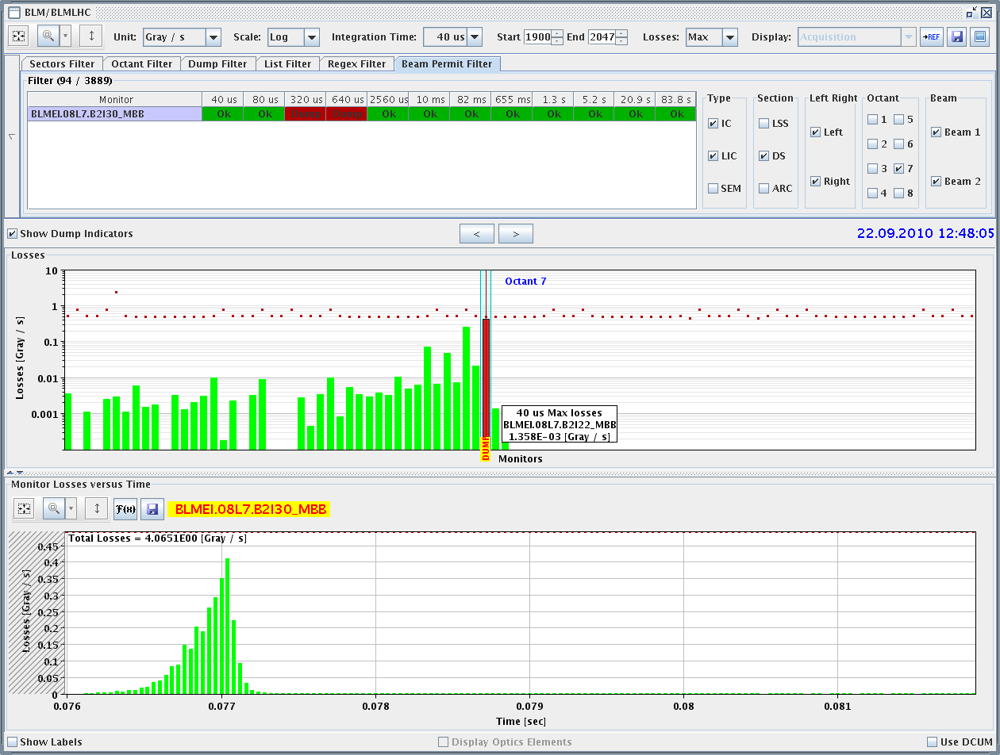 BLM/BLMLHC
Unit: Gray / s Scale: Log Integration Time: 40 us Start 1900 End 2047 Losses: Max Display: Acquisition →REF
Sectors Filter Octant Filter Dump Filter List Filter Regex Filter Beam Permit Filter
Filter (94 / 3889)
Monitor 40 us 80 us 320 us 640 us 2560 us 10 ms 82 ms 655 ms 1.3 s 5.2 s 20.9 s 83.8 s
BLMEI.08L7.B2I30_MBB Ok Ok Dump Dump Ok Ok Ok Ok Ok Ok Ok Ok
Type Section Left Right Octant Beam
IC LSS Left 1 5 Beam 1
LIC DS 2 6
SEM ARC Right 3 7 Beam 2
4 8
Show Dump Indicators < > 22.09.2010 12:48:05
Losses
Octant 7
10
1
0.1
0.01
0.001
Losses [Gray / s]
40 us Max losses
BLMEI.08L7.B2I22_MBB
1.358E-03 [Gray / s]
DUMP
Monitors
Monitor Losses versus Time
F(x) BLMEI.08L7.B2I30_MBB
Total Losses = 4.0651E00 [Gray / s]
0.45
0.4
0.35
0.3
0.25
0.2
0.15
0.1
0.05
0
Losses [Gray / s]
0.076 0.077 0.078 0.079 0.08 0.081
Time [sec]
Show Labels Display Optics Elements Use DCUM